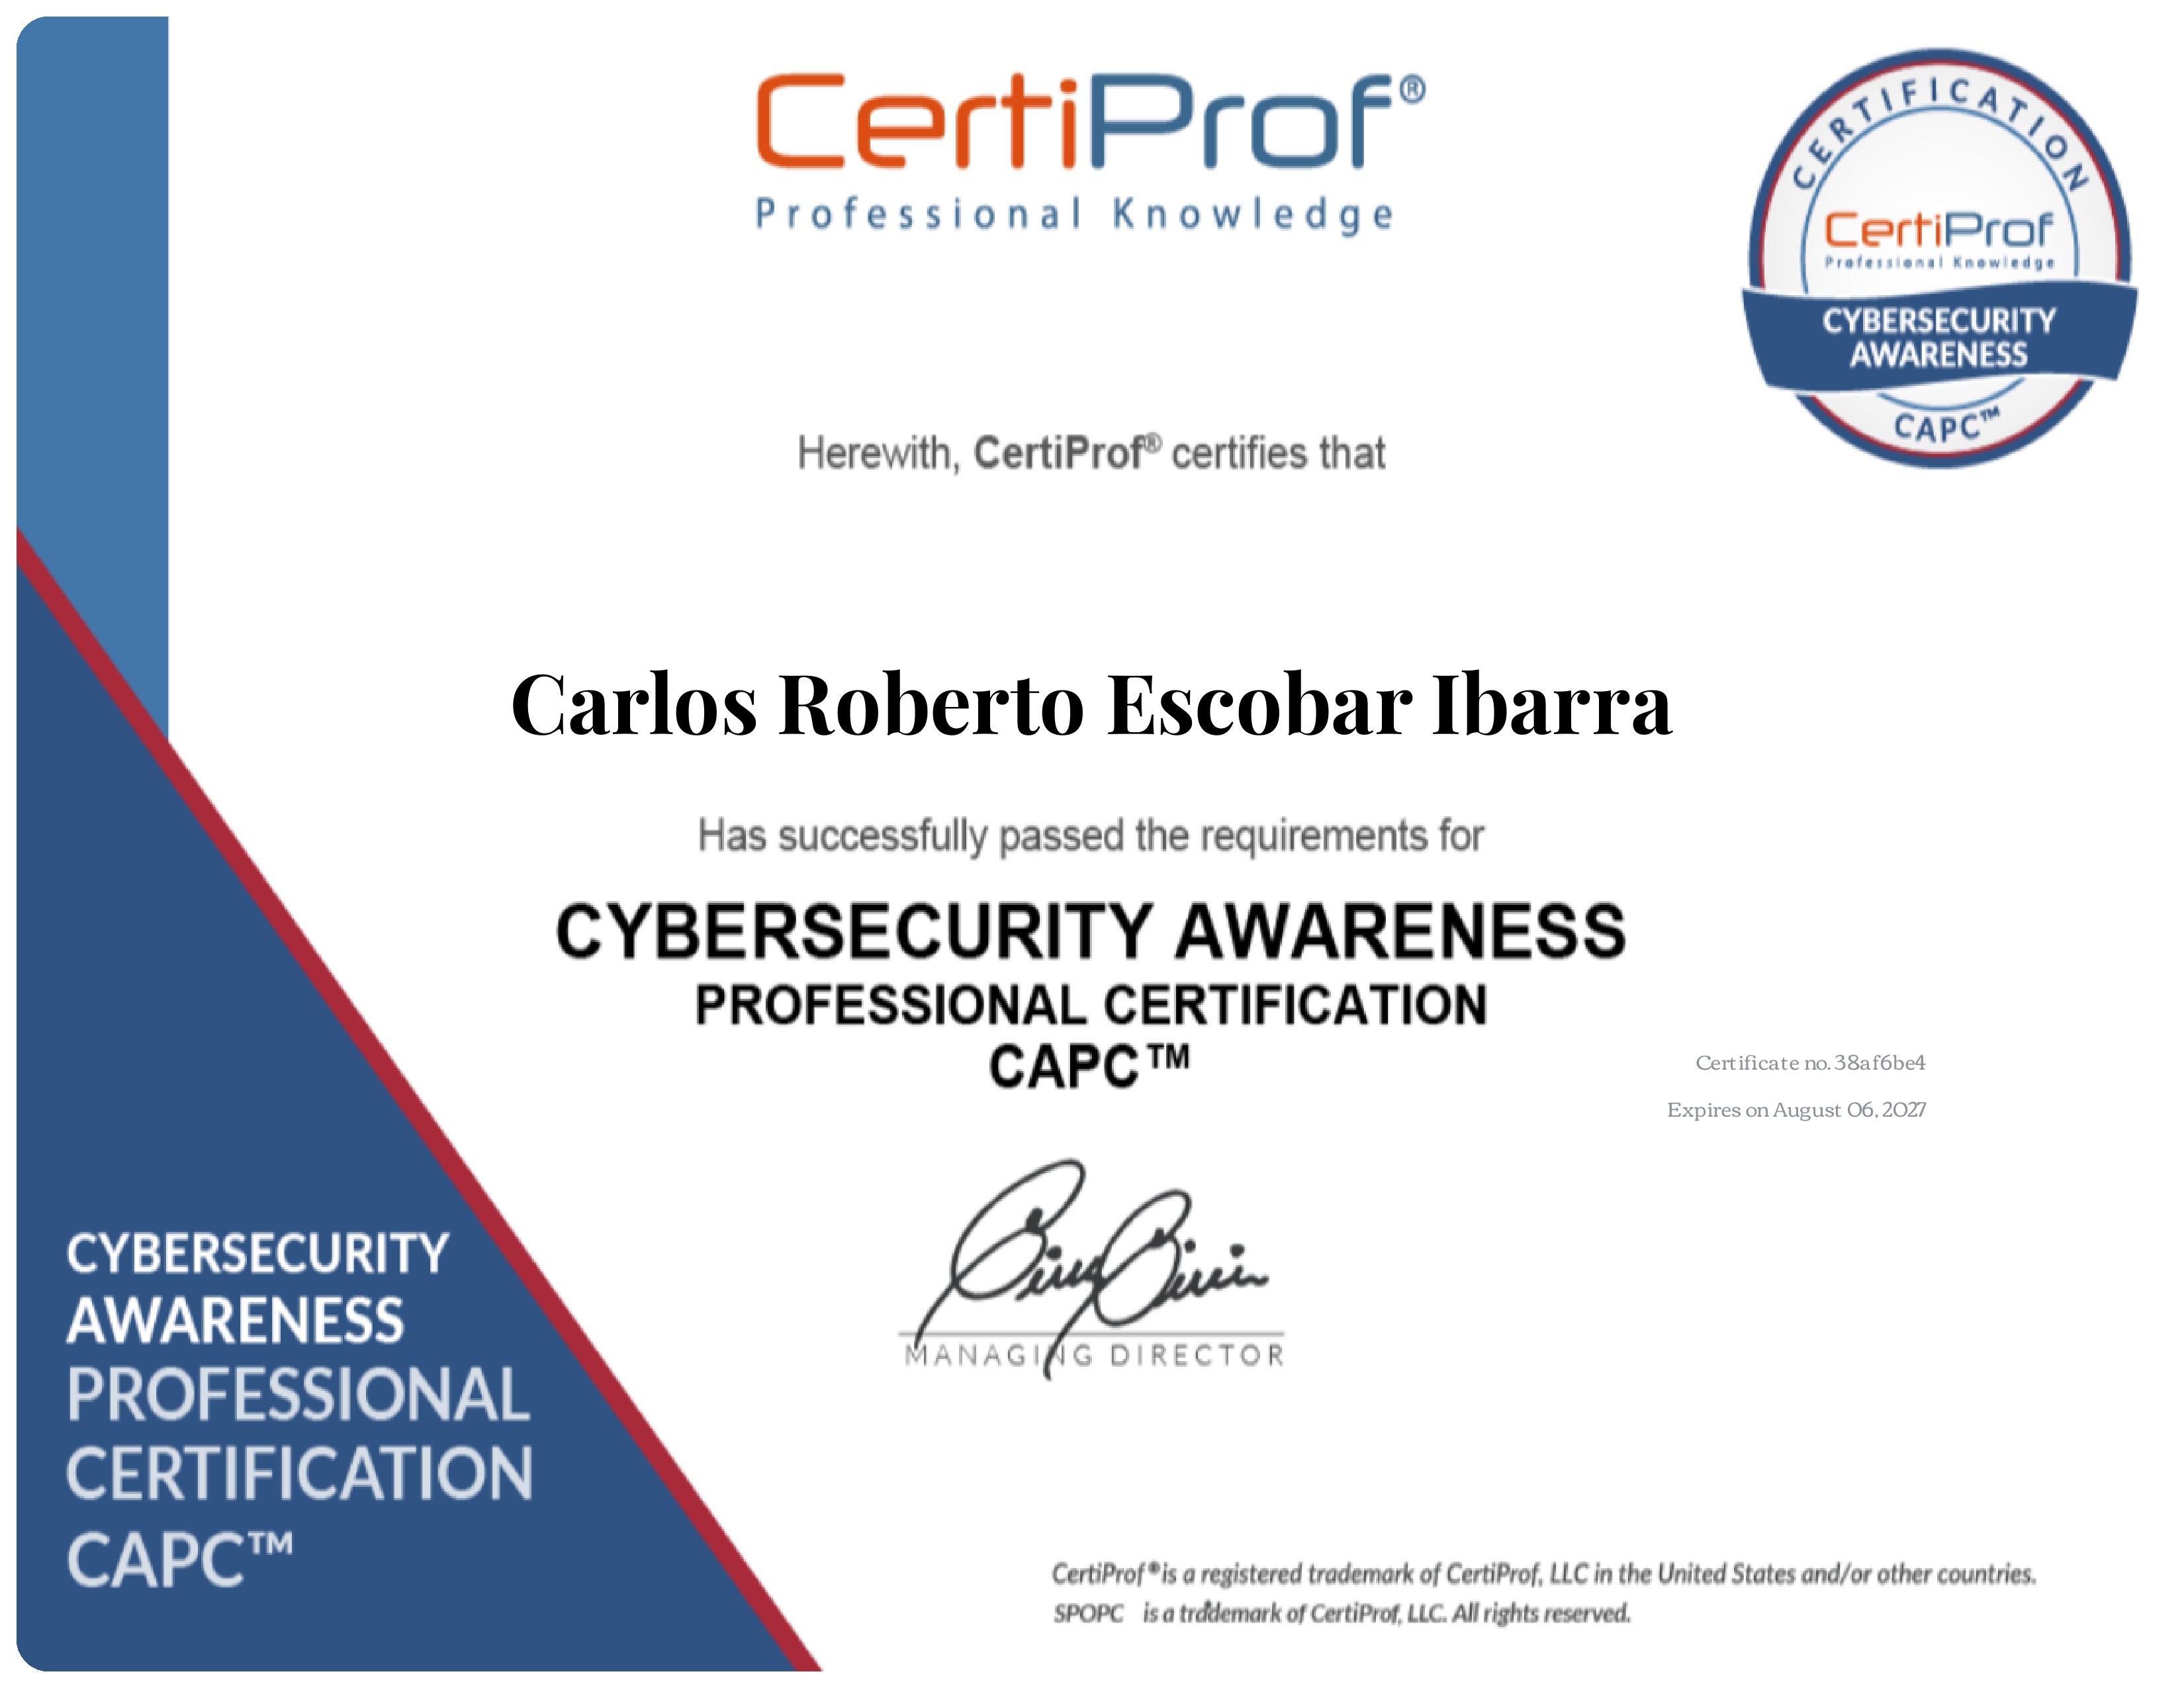 CertiProf®
Professional Knowledge
CERTIFICATION
CertiProf
Professional Knowledge
CYBERSECURITY
AWARENESS
CAPC™
Herewith, CertiProf® certifies that
Carlos Roberto Escobar Ibarra
Has successfully passed the requirements for
CYBERSECURITY AWARENESS
PROFESSIONAL CERTIFICATION
CAPC™
Certificate no. 38af6be4
Expires on August 06, 2027
MANAGING DIRECTOR
CYBERSECURITY
AWARENESS
PROFESSIONAL
CERTIFICATION
CAPC™
CertiProf® is a registered trademark of CertiProf, LLC in the United States and/or other countries.
SPOPC is a trademark of CertiProf, LLC. All rights reserved.